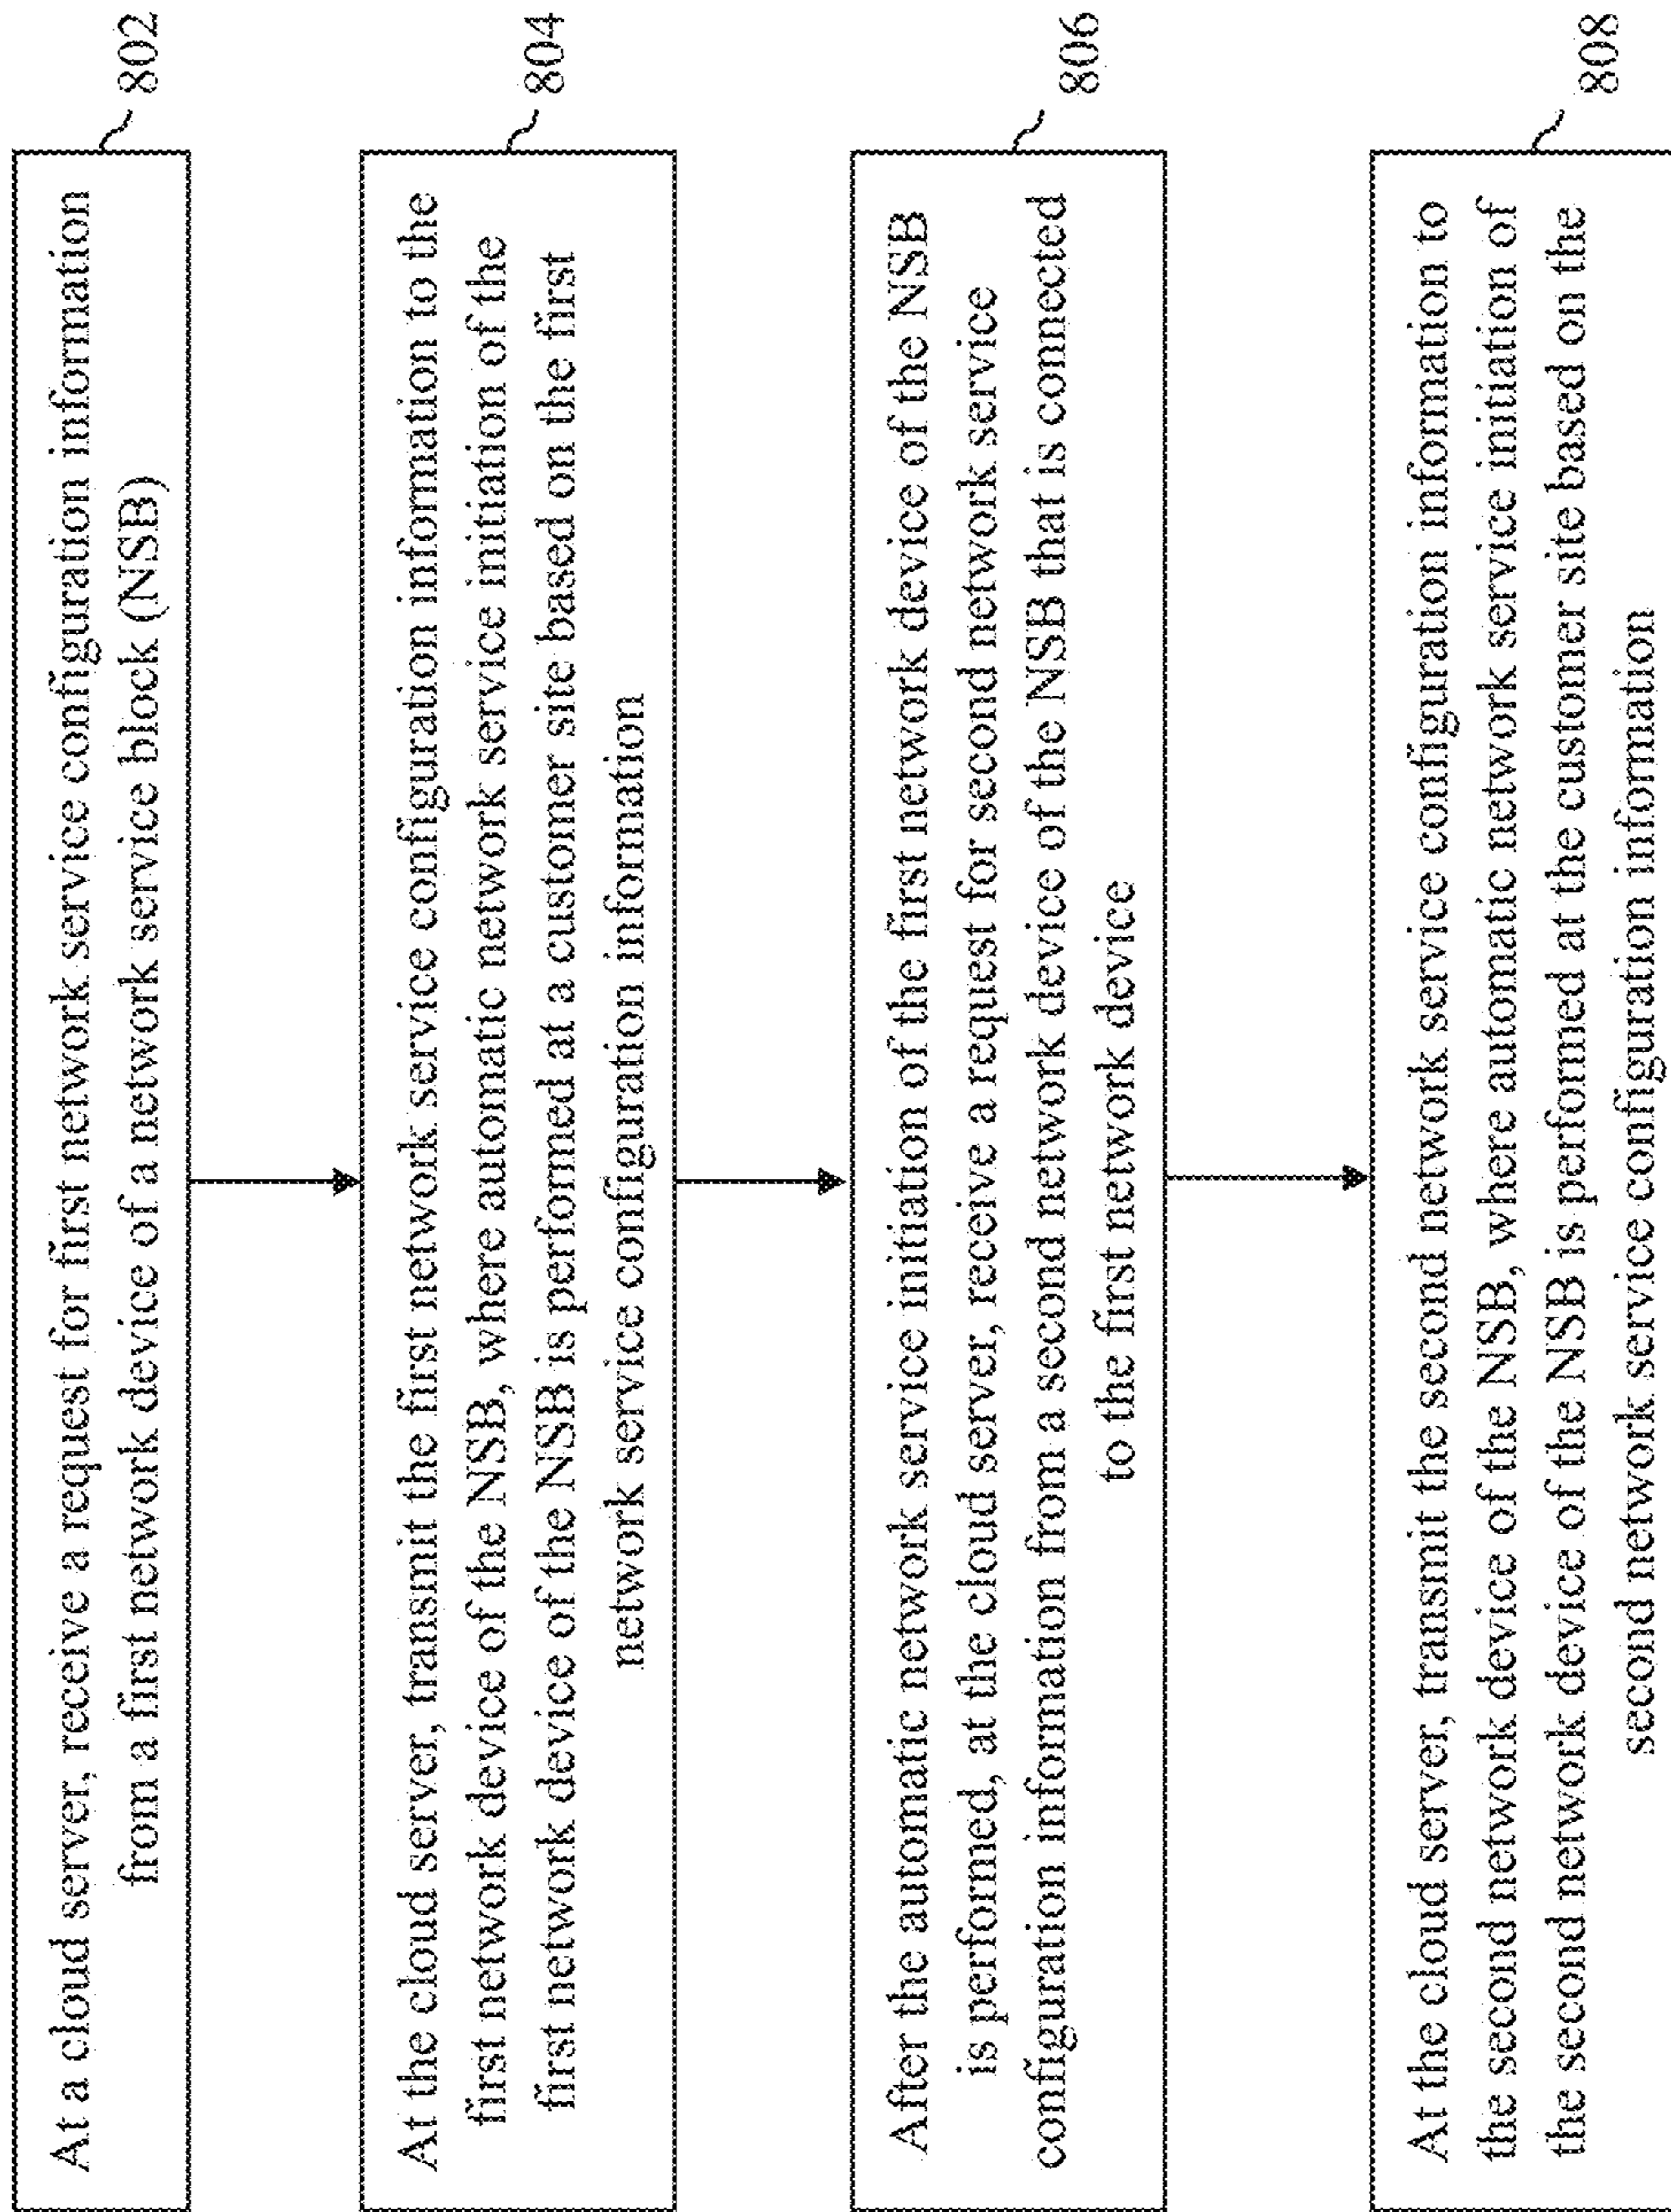 At a cloud server, receive a request for first network service configuration information
from a first network device of a network service block (NSB)
802
At the cloud server, transmit the first network service configuration information to the
first network device of the NSB, where automatic network service initiation of the
first network device of the NSB is performed at a customer site based on the first
network service configuration information
804
After the automatic network service initiation of the first network device of the NSB
is performed, at the cloud server, receive a request for second network service
configuration information from a second network device of the NSB that is connected
to the first network device
806
At the cloud server, transmit the second network service configuration information to
the second network device of the NSB, where automatic network service initiation of
the second network device of the NSB is performed at the customer site based on the
second network service configuration information
808